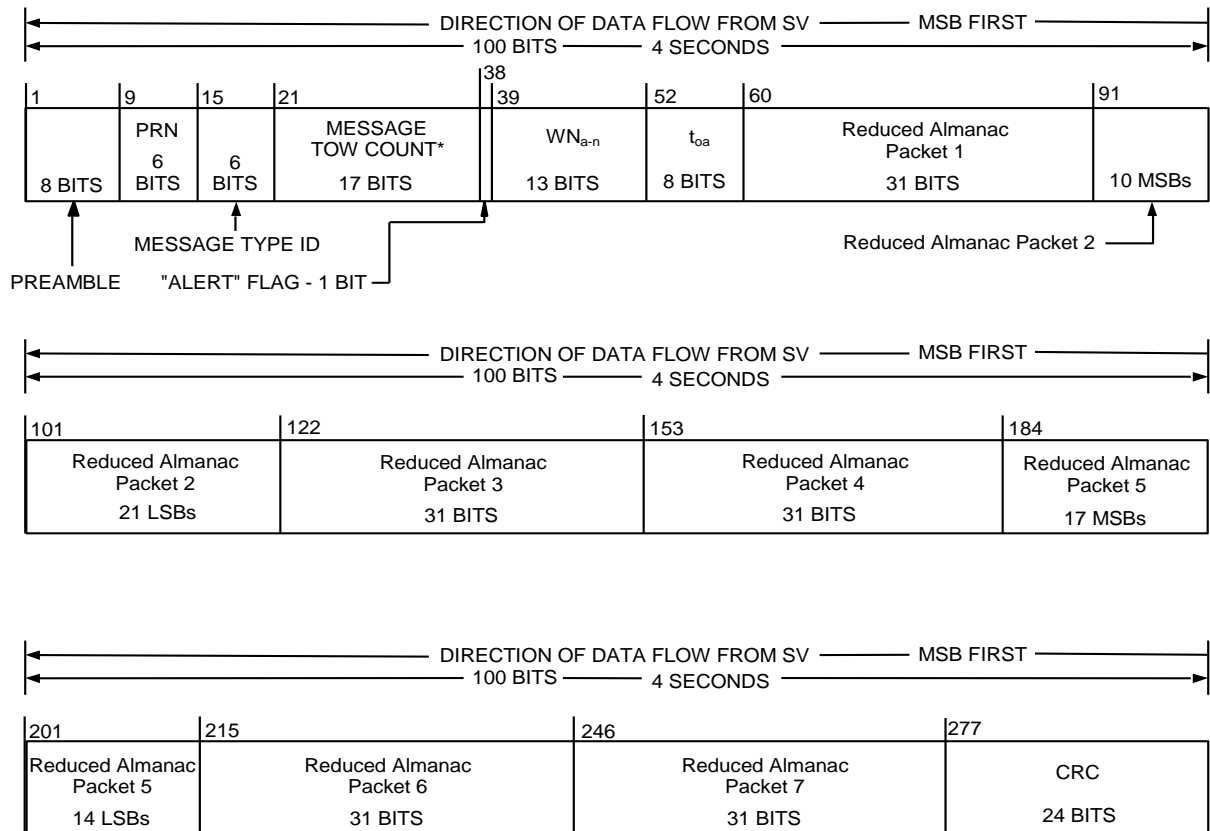 DIRECTION OF DATA FLOW FROM SV MSB FIRST
100 BITS 4 SECONDS
1 9 15 21 38 39 52 60 91
8 BITS
PRN
6
BITS
6
BITS
MESSAGE
TOW COUNT*
17 BITS
WNa-n
13 BITS
toa
8 BITS
Reduced Almanac
Packet 1
31 BITS
10 MSBs
MESSAGE TYPE ID
Reduced Almanac Packet 2
PREAMBLE
"ALERT" FLAG - 1 BIT
DIRECTION OF DATA FLOW FROM SV MSB FIRST
100 BITS 4 SECONDS
101 122 153 184
Reduced Almanac
Packet 2
21 LSBs
Reduced Almanac
Packet 3
31 BITS
Reduced Almanac
Packet 4
31 BITS
Reduced Almanac
Packet 5
17 MSBs
DIRECTION OF DATA FLOW FROM SV MSB FIRST
100 BITS 4 SECONDS
201 215 246 277
Reduced Almanac
Packet 5
14 LSBs
Reduced Almanac
Packet 6
31 BITS
Reduced Almanac
Packet 7
31 BITS
CRC
24 BITS